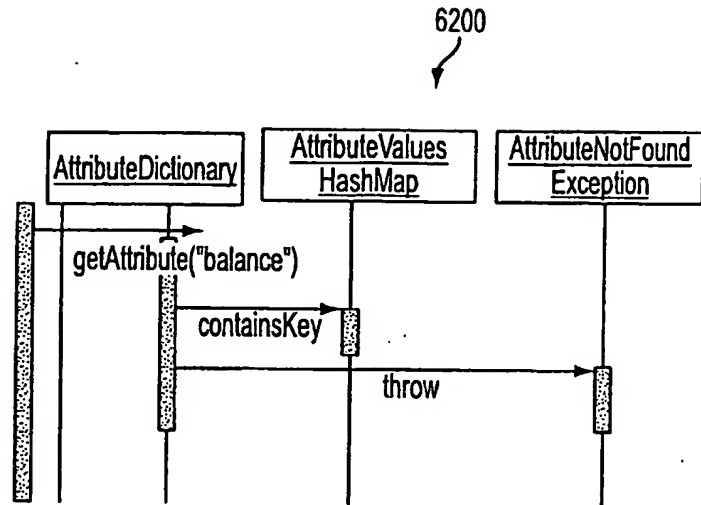 6200
AttributeDictionary
AttributeValues
HashMap
AttributeNotFound
Exception
getAttribute("balance")
containsKey
throw